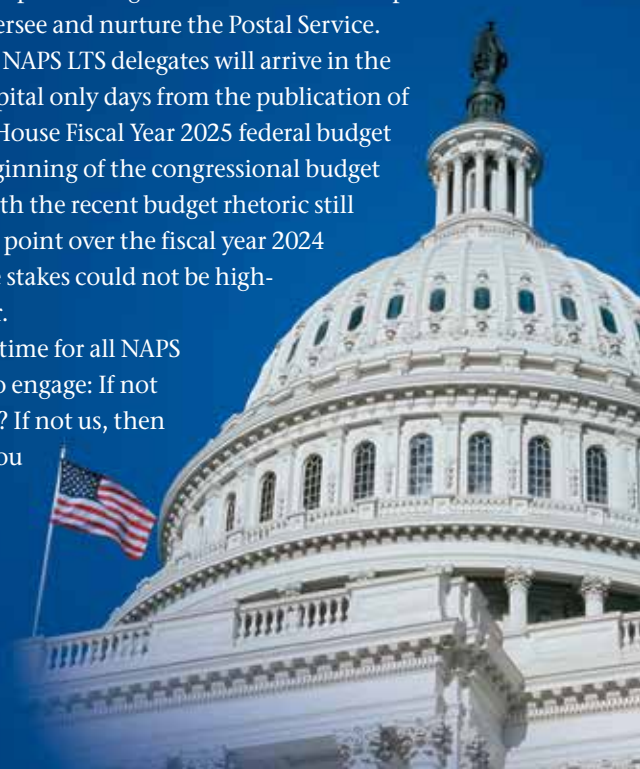 ersee and nurture the Postal Service.
NAPS LTS delegates will arrive in the
pital only days from the publication of
House Fiscal Year 2025 federal budget
ginning of the congressional budget
th the recent budget rhetoric still
point over the fiscal year 2024
e stakes could not be high-
r.
time for all NAPS
o engage: If not
? If not us, then
ou